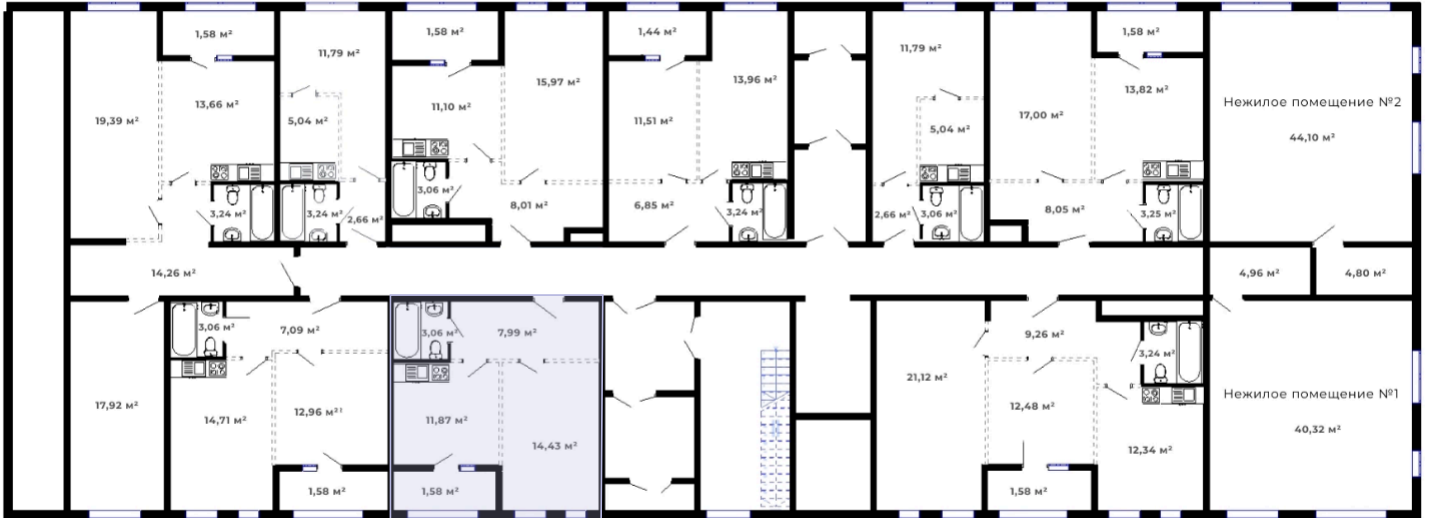 1,58 м²
11,79 м²
1,58 м²
1,44 м²
11,79 м²
1,58 м²
19,39 м²
13,66 м²
5,04 м²
11,10 м²
15,97 м²
11,51 м²
13,96 м²
5,04 м²
17,00 м²
13,82 м²
Нежилое помещение №2
44,10 м²
3,24 м²
3,24 м²
2,66 м²
3,06 м²
8,01 м²
6,85 м²
3,24 м²
2,66 м²
3,06 м²
8,05 м²
3,25 м²
14,26 м²
4,96 м²
4,80 м²
3,06 м²
7,09 м²
3,06 м²
7,99 м²
9,26 м²
3,24 м²
17,92 м²
14,71 м²
12,96 м²¹
11,87 м²
14,43 м²
21,12 м²
12,48 м²
12,34 м²
Нежилое помещение №1
40,32 м²
1,58 м²
1,58 м²
1,58 м²